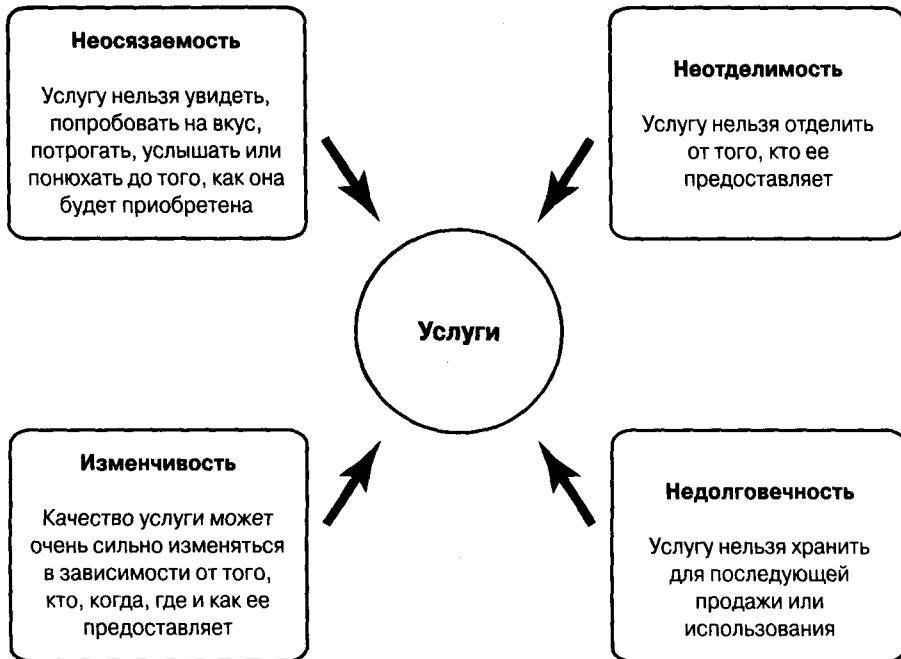 Неосязаемость
Услугу нельзя увидеть,
попробовать на вкус,
потрогать, услышать или
понюхать до того, как она
будет приобретена
Неотделимость
Услугу нельзя отделить
от того, кто ее
предоставляет
Услуги
Изменчивость
Качество услуги может
очень сильно изменяться
в зависимости от того,
кто, когда, где и как ее
предоставляет
Недолговечность
Услугу нельзя хранить
для последующей
продажи или
использования